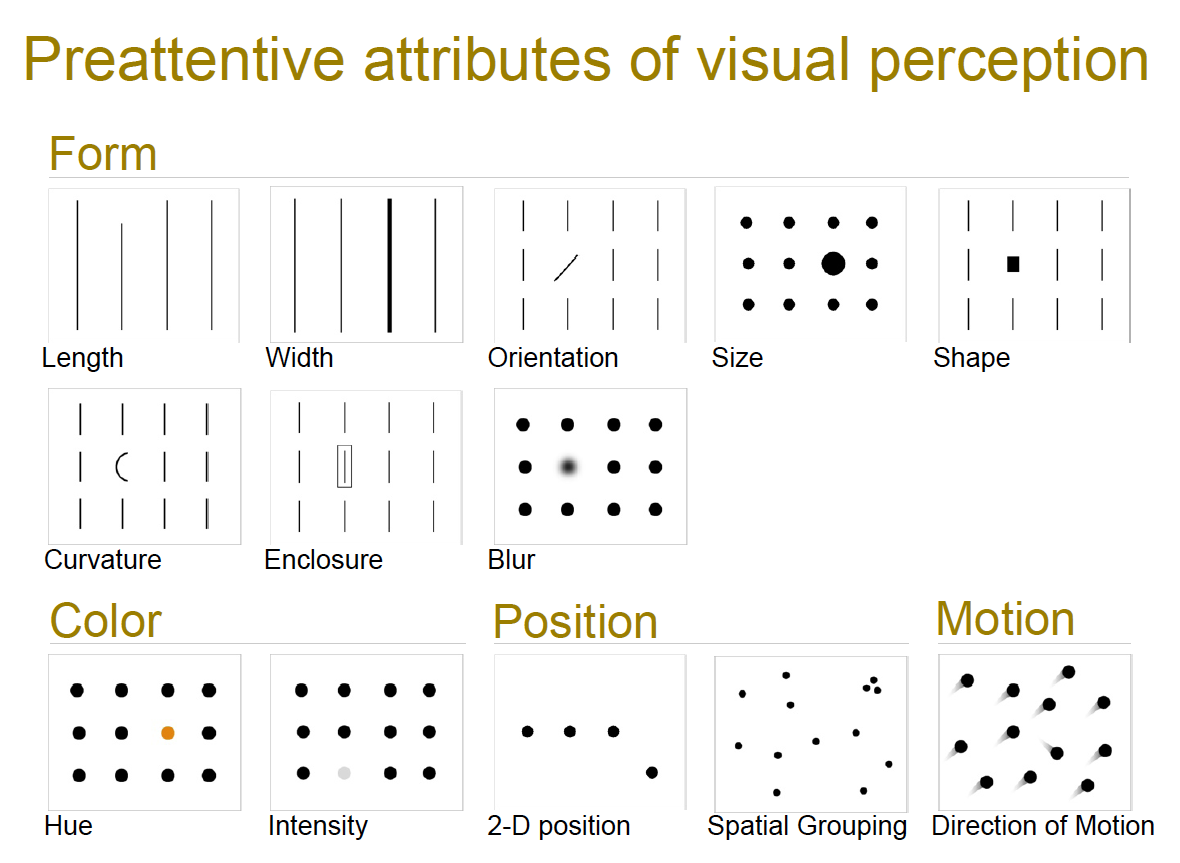 Preattentive attributes of visual perception
Form
Length
Width
Orientation
Size
Shape
Curvature
Enclosure
Blur
Color
Position
Motion
Hue
Intensity
2-D position
Spatial Grouping
Direction of Motion